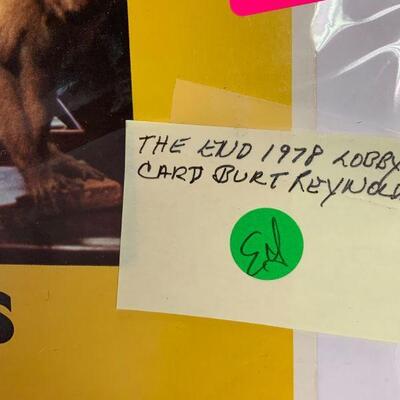 THE END 1978 LOBBY
CARD BURT REYNOLD
S